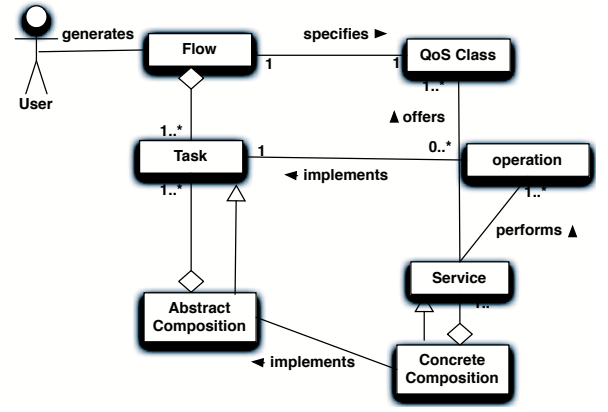 generates
Flow
specifies ►
QoS Class
1
1
1..*
User
▲ offers
1..*
Task
1
0..*
operation
◄ implements
1..*
1..*
performs ▲
Service
1..
Abstract
Composition
◄ implements
Concrete
Composition